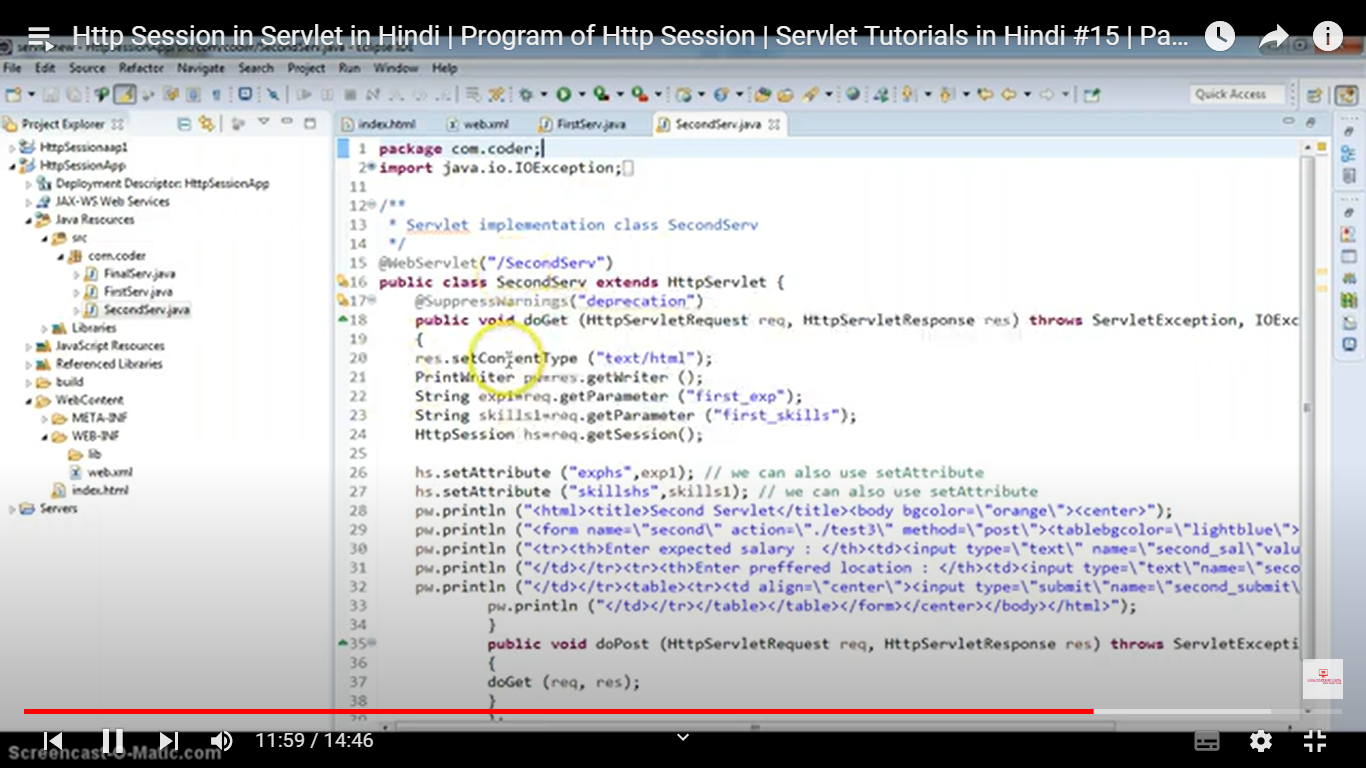 Http Session in Servlet in Hindi | Program of Http Session | Servlet Tutorials in Hindi #15 | Pa...
File Edit Source Refactor Navigate Search Project Run Window Help
Quick Access
Project Explorer
index.html web.xml FirstServ.java SecondServ.java
HttpSessionaap1
HttpSessionApp
Deployment Descriptor: HttpSessionApp
JAX-WS Web Services
Java Resources
src
com.coder
FinalServ.java
FirstServ.java
SecondServ.java
Libraries
JavaScript Resources
Referenced Libraries
build
WebContent
META-INF
WEB-INF
lib
web.xml
index.html
Servers
1 package com.coder;
2 import java.io.IOException;
11
12 /**
13 * Servlet implementation class SecondServ
14 */
15 @WebServlet("/SecondServ")
16 public class SecondServ extends HttpServlet {
17 @SuppressWarnings("deprecation")
18 public void doGet (HttpServletRequest req, HttpServletResponse res) throws ServletException, IOExc
19 {
20 res.setContentType ("text/html");
21 PrintWriter pw=res.getWriter ();
22 String exp1=req.getParameter ("first_exp");
23 String skills1=req.getParameter ("first_skills");
24 HttpSession hs=req.getSession();
25
26 hs.setAttribute ("exphs",exp1); // we can also use setAttribute
27 hs.setAttribute ("skillshs",skills1); // we can also use setAttribute
28 pw.println ("<html><title>Second Servlet</title><body bgcolor=\"orange\"><center>");
29 pw.println ("<form name=\"second\" action=\"./test3\" method=\"post\"><tablebgcolor=\"lightblue\">
30 pw.println ("<tr><th>Enter expected salary : </th><td><input type=\"text\" name=\"second_sal\"valu
31 pw.println ("</td></tr><tr><th>Enter preffered location : </th><td><input type=\"text\"name=\"seco
32 pw.println ("</td></tr><table><tr><td align=\"center\"><input type=\"submit\"name=\"second_submit\
33 pw.println ("</td></tr></table></table></form></center></body></html>");
34 }
35 public void doPost (HttpServletRequest req, HttpServletResponse res) throws ServletExcepti
36 {
37 doGet (req, res);
38 }
11:59 / 14:46
Screencast-O-Matic.com